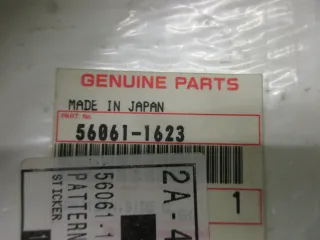 GENUINE PARTS
MADE IN JAPAN
PART No.
56061-1623
1
2A-4
56061-1
PATTERN
STICKER